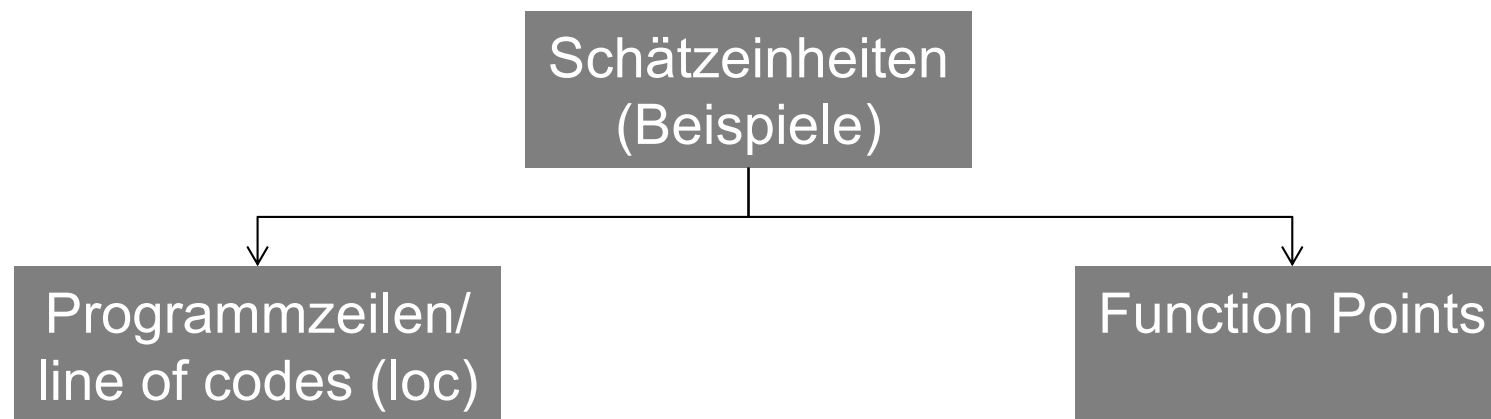 Schätzeinheiten
(Beispiele)
Programmzeilen/
line of codes (loc)
Function Points